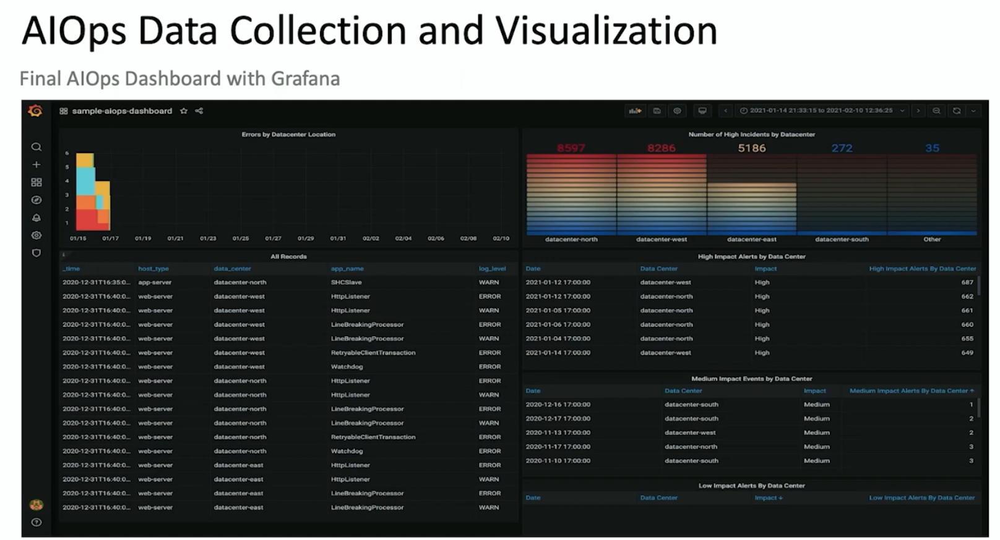 AIOps Data Collection and Visualization
Final AIOps Dashboard with Grafana
sample-aiops-dashboard
2021-01-14 21:33:15 to 2021-02-10 12:36:25
Errors by Datacenter Location
6
5
4
3
2
1
01/15 01/17 01/19 01/21 01/23 01/25 01/27 01/29 01/31 02/02 02/04 02/06 02/08 02/10
Number of High Incidents by Datacenter
8597 8286 5186 272 35
datacenter-north datacenter-west datacenter-east datacenter-south Other
All Records
_time host_type data_center app_name log_level
2020-12-31T16:35:0... app-server datacenter-north SHCSlave WARN
2020-12-31T16:40:0... web-server datacenter-west HttpListener ERROR
2020-12-31T16:40:0... web-server datacenter-west HttpListener WARN
2020-12-31T16:40:0... web-server datacenter-west LineBreakingProcessor ERROR
2020-12-31T16:40:0... web-server datacenter-west LineBreakingProcessor WARN
2020-12-31T16:40:0... web-server datacenter-west RetryableClientTransaction ERROR
2020-12-31T16:40:0... web-server datacenter-west Watchdog ERROR
2020-12-31T16:40:0... web-server datacenter-north HttpListener ERROR
2020-12-31T16:40:0... web-server datacenter-north HttpListener WARN
2020-12-31T16:40:0... web-server datacenter-north LineBreakingProcessor ERROR
2020-12-31T16:40:0... web-server datacenter-north LineBreakingProcessor WARN
2020-12-31T16:40:0... web-server datacenter-north RetryableClientTransaction ERROR
2020-12-31T16:40:0... web-server datacenter-north Watchdog ERROR
2020-12-31T16:40:0... web-server datacenter-east HttpListener ERROR
2020-12-31T16:40:0... web-server datacenter-east HttpListener WARN
2020-12-31T16:40:0... web-server datacenter-east LineBreakingProcessor ERROR
2020-12-31T16:40:0... web-server datacenter-east LineBreakingProcessor WARN
High Impact Alerts by Data Center
Date Data Center Impact High Impact Alerts By Data Center
2021-01-12 17:00:00 datacenter-west High 687
2021-01-12 17:00:00 datacenter-north High 662
2021-01-05 17:00:00 datacenter-north High 661
2021-01-06 17:00:00 datacenter-north High 660
2021-01-04 17:00:00 datacenter-north High 655
2021-01-14 17:00:00 datacenter-west High 649
Medium Impact Events by Data Center
Date Data Center Impact Medium Impact Alerts By Data Center ↑
2020-12-16 17:00:00 datacenter-south Medium 1
2020-12-17 17:00:00 datacenter-south Medium 2
2020-11-13 17:00:00 datacenter-west Medium 2
2020-11-17 17:00:00 datacenter-north Medium 3
2020-11-10 17:00:00 datacenter-south Medium 3
Low Impact Alerts By Data Center
Date Data Center Impact ↓ Low Impact Alerts By Data Center